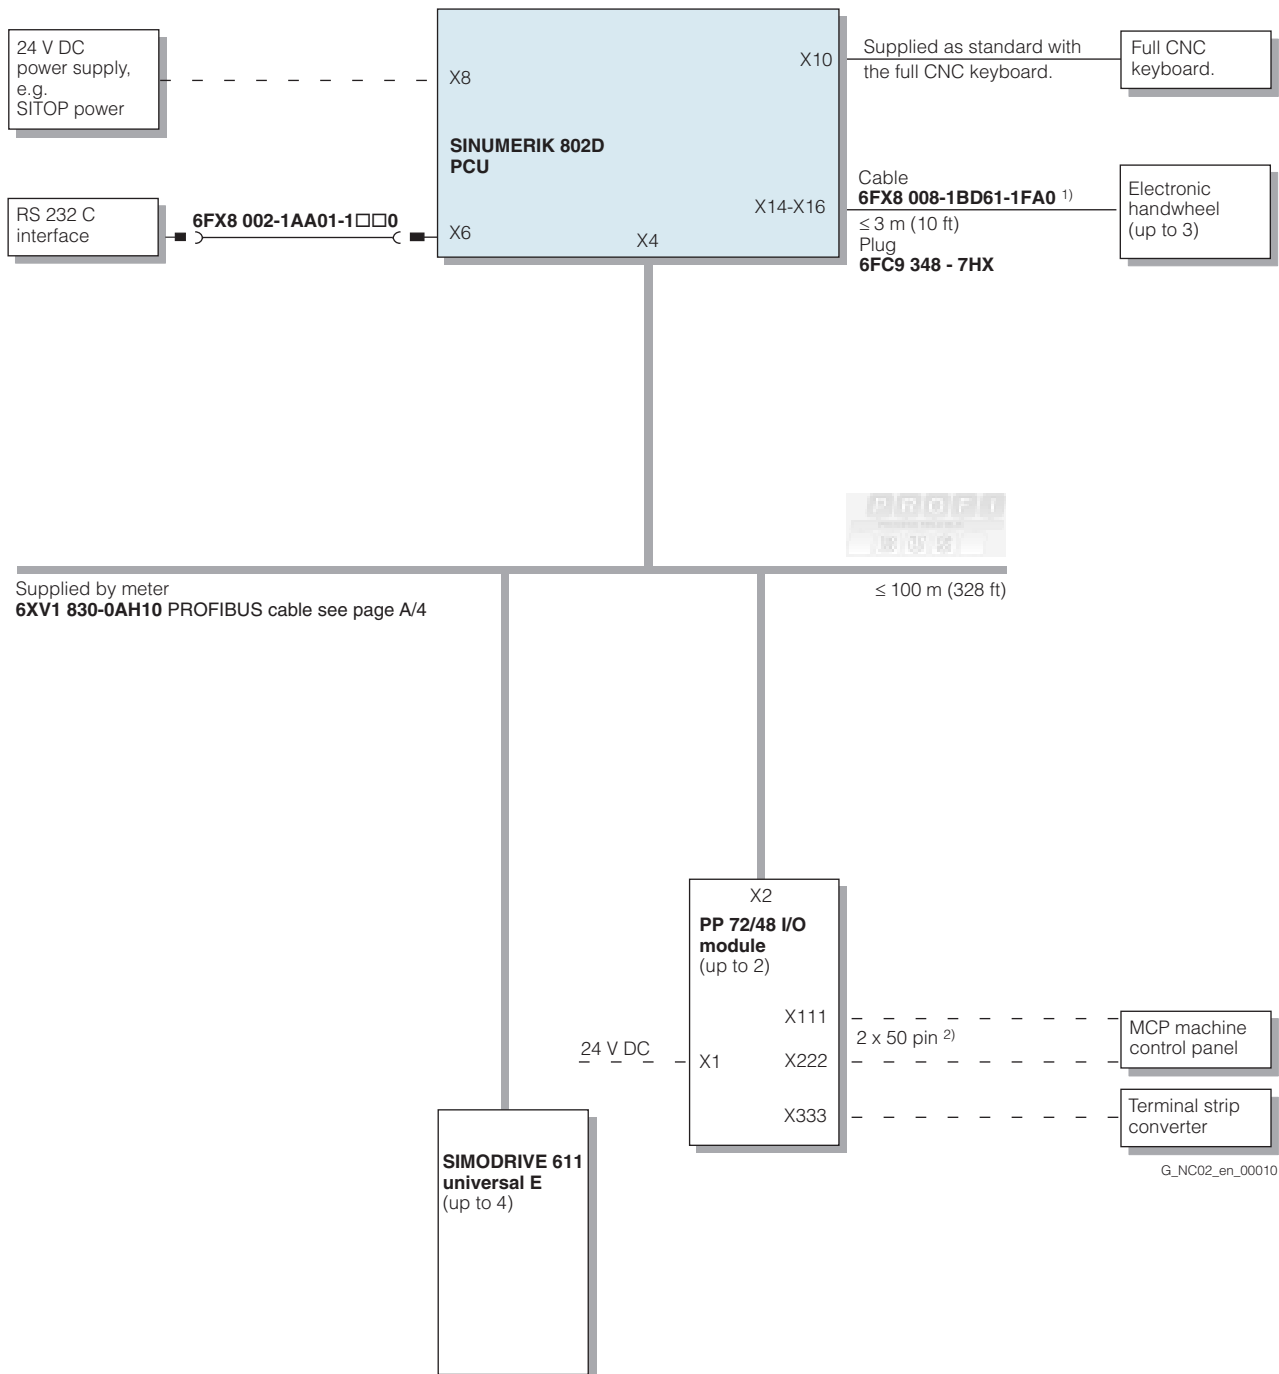 24 V DC
power supply,
e.g.
SITOP power
X8
X10
SINUMERIK 802D
PCU
X14-X16
X6
X4
Supplied as standard with
the full CNC keyboard.
Full CNC
keyboard.
RS 232 C
interface
6FX8 002-1AA01-1□□0
Cable
6FX8 008-1BD61-1FA0 1)
≤ 3 m (10 ft)
Plug
6FC9 348 - 7HX
Electronic
handwheel
(up to 3)
PROFI
BUS
Supplied by meter
6XV1 830-0AH10 PROFIBUS cable see page A/4
≤ 100 m (328 ft)
X2
PP 72/48 I/O
module
(up to 2)
X111
2 x 50 pin 2)
24 V DC
X1
X222
X333
MCP machine
control panel
Terminal strip
converter
SIMODRIVE 611
universal E
(up to 4)
G_NC02_en_00010